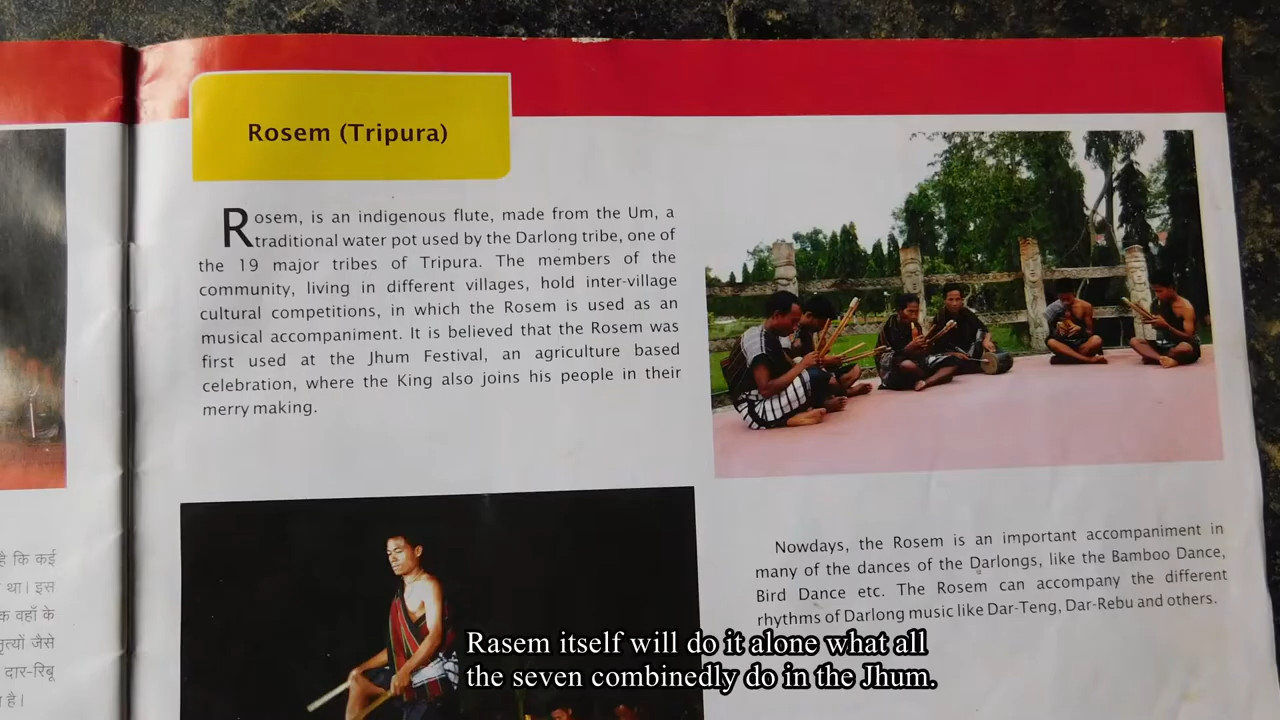 Rosem (Tripura)
Rosem, is an indigenous flute, made from the Um, a
traditional water pot used by the Darlong tribe, one of
the 19 major tribes of Tripura. The members of the
community, living in different villages, hold inter-village
cultural competitions, in which the Rosem is used as an
musical accompaniment. It is believed that the Rosem was
first used at the Jhum Festival, an agriculture based
celebration, where the King also joins his people in their
merry making.
Nowdays, the Rosem is an important accompaniment in
many of the dances of the Darlongs, like the Bamboo Dance,
Bird Dance etc. The Rosem can accompany the different
rhythms of Darlong music like Dar-Teng, Dar-Rebu and others.
है कि कई
था। इस
क वहाँ के
नृत्यों जैसे
दार-रिबू
है।
Rasem itself will do it alone what all
the seven combinedly do in the Jhum.